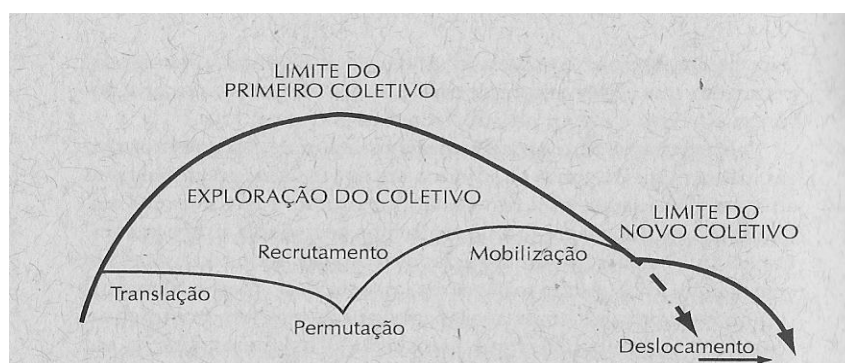 LIMITE DO
PRIMEIRO COLETIVO
EXPLORAÇÃO DO COLETIVO
LIMITE DO
NOVO COLETIVO
Recrutamento
Mobilização
Translação
Permutação
Deslocamento